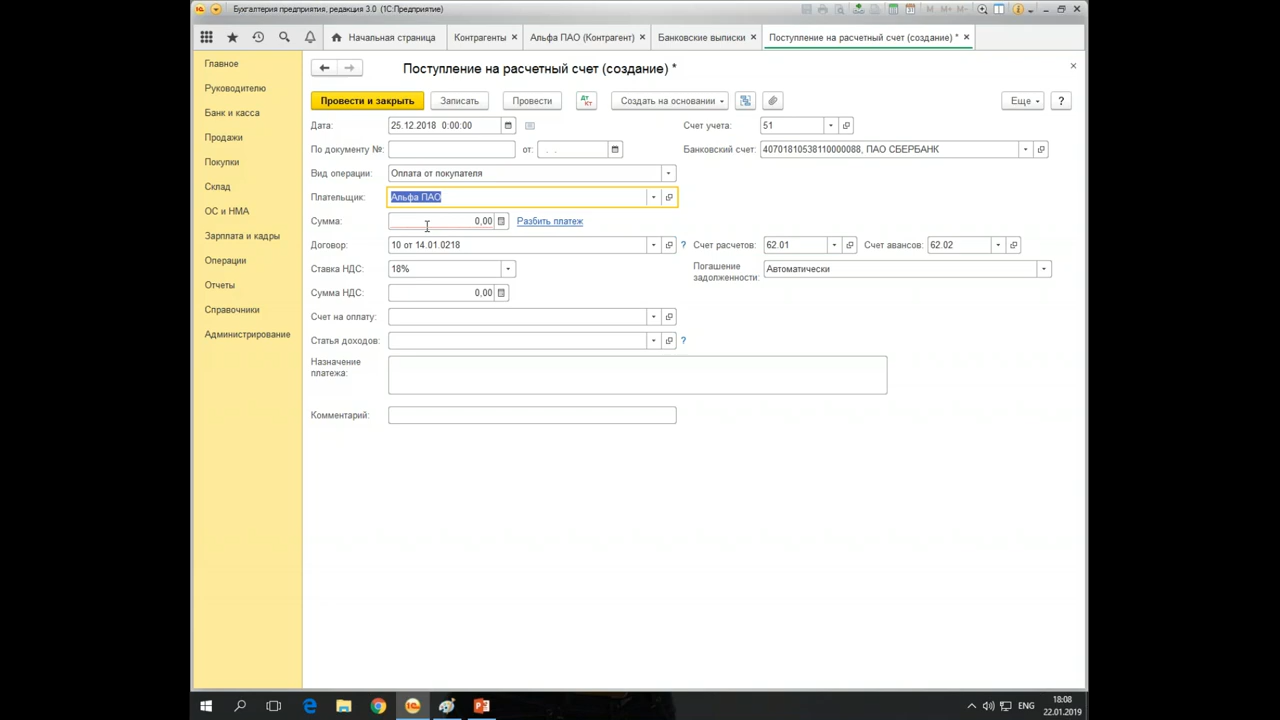 Бухгалтерия предприятия, редакция 3.0 (1С:Предприятие)
M M+ M-
Начальная страница
Контрагенты ×
Альфа ПАО (Контрагент) ×
Банковские выписки ×
Поступление на расчетный счет (создание) * ×
Главное
Руководителю
Банк и касса
Продажи
Покупки
Склад
ОС и НМА
Зарплата и кадры
Операции
Отчеты
Справочники
Администрирование
Поступление на расчетный счет (создание) *
Провести и закрыть Записать Провести Дт Кт Создать на основании Еще ?
Дата: 25.12.2018 0:00:00 Счет учета: 51
По документу №: от: . . Банковский счет: 40701810538110000088, ПАО СБЕРБАНК
Вид операции: Оплата от покупателя
Плательщик: Альфа ПАО
Сумма: 0,00 Разбить платеж
Договор: 10 от 14.01.0218 ? Счет расчетов: 62.01 Счет авансов: 62.02
Ставка НДС: 18% Погашение задолженности: Автоматически
Сумма НДС: 0,00
Счет на оплату:
Статья доходов: ?
Назначение
платежа:
Комментарий:
ENG
18:08
22.01.2019